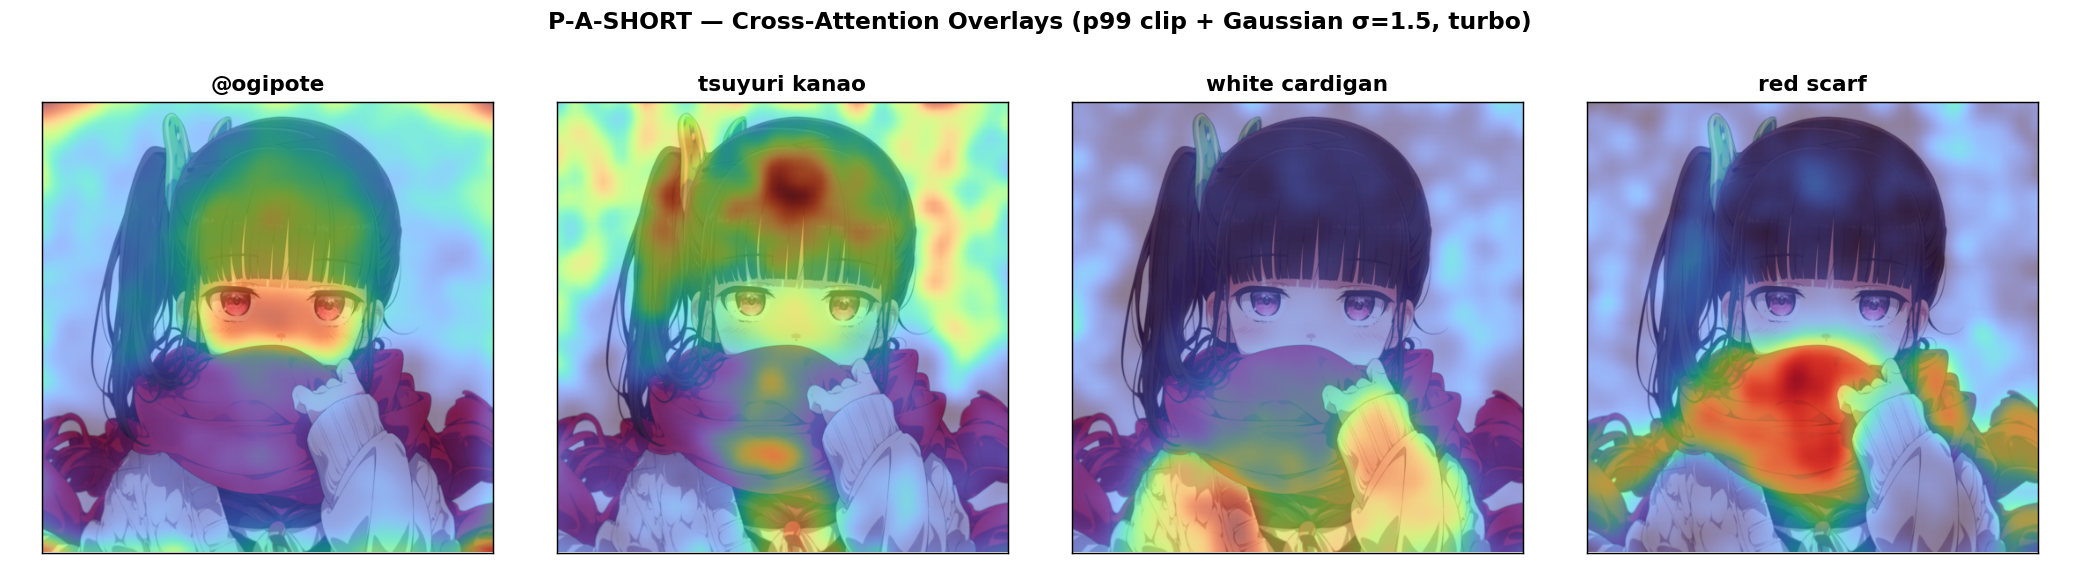 P-A-SHORT — Cross-Attention Overlays (p99 clip + Gaussian σ=1.5, turbo)
@ogipote
tsuyuri kanao
white cardigan
red scarf